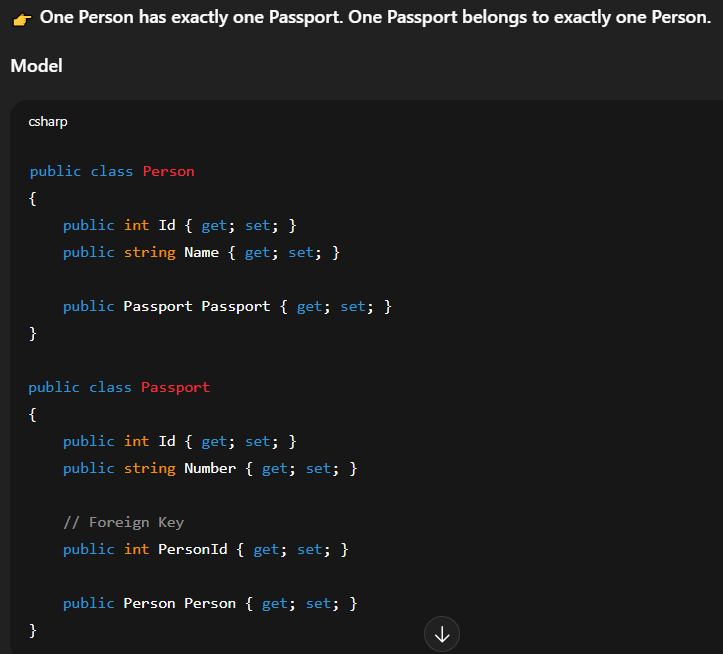 👉 One Person has exactly one Passport. One Passport belongs to exactly one Person.
Model
csharp
public class Person
{
    public int Id { get; set; }
    public string Name { get; set; }

    public Passport Passport { get; set; }
}

public class Passport
{
    public int Id { get; set; }
    public string Number { get; set; }

    // Foreign Key
    public int PersonId { get; set; }

    public Person Person { get; set; }
}